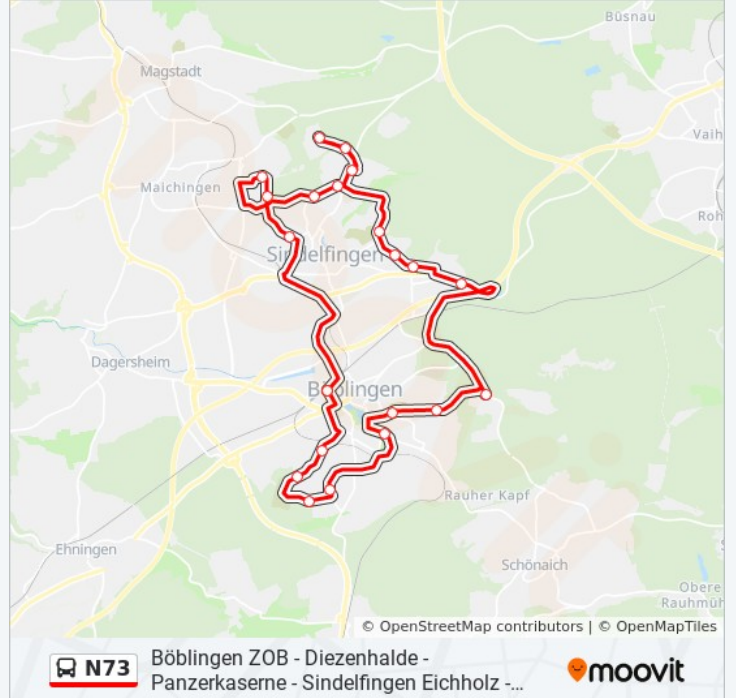 Büsnau
Magstadt
Vaih
Maichingen
Roh
Sindelfingen
Dagersheim
Böblingen
Rauher Kapf
Ehningen
Schönaich
Obere
Rauhmüh
© OpenStreetMap contributors | © OpenMapTiles
N73
Böblingen ZOB - Diezenhalde -
Panzerkaserne - Sindelfingen Eichholz -...
moovit